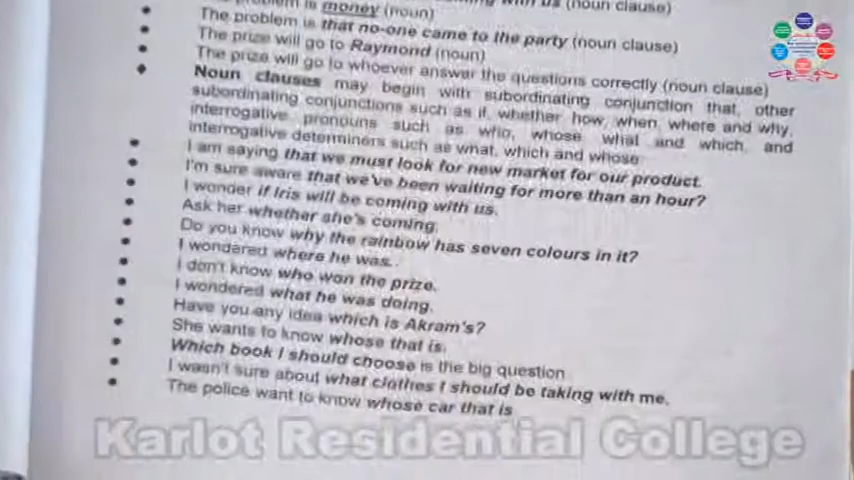 with us (noun clause)
problem is money (noun)
The problem is that no-one came to the party (noun clause)
The prize will go to Raymond (noun)
The prize will go to whoever answer the questions correctly (noun clause)
Noun clauses may begin with subordinating conjunction that, other
subordinating conjunctions such as if, whether how, when, where and why,
interrogative pronouns such as who, whose what and which, and
interrogative determiners such as what, which and whose
I am saying that we must look for new market for our product.
I'm sure aware that we've been waiting for more than an hour?
I wonder if Iris will be coming with us.
Ask her whether she's coming.
Do you know why the rainbow has seven colours in it?
I wondered where he was.
I don't know who won the prize.
I wondered what he was doing.
Have you any idea which is Akram's?
She wants to know whose that is.
Which book I should choose is the big question
I wasn't sure about what clothes I should be taking with me.
The police want to know whose car that is
Karlot Residential College